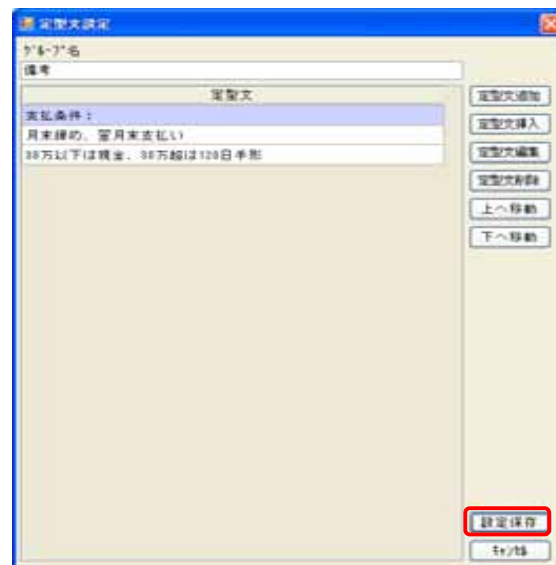 定型文設定
ｸﾞﾙｰﾌﾟ名
備考
定型文
支払条件：
月末締め、翌月末支払い
30万以下は現金、30万超は120日手形
定型文追加
定型文挿入
定型文編集
定型文削除
上へ移動
下へ移動
設定保存
ｷｬﾝｾﾙ